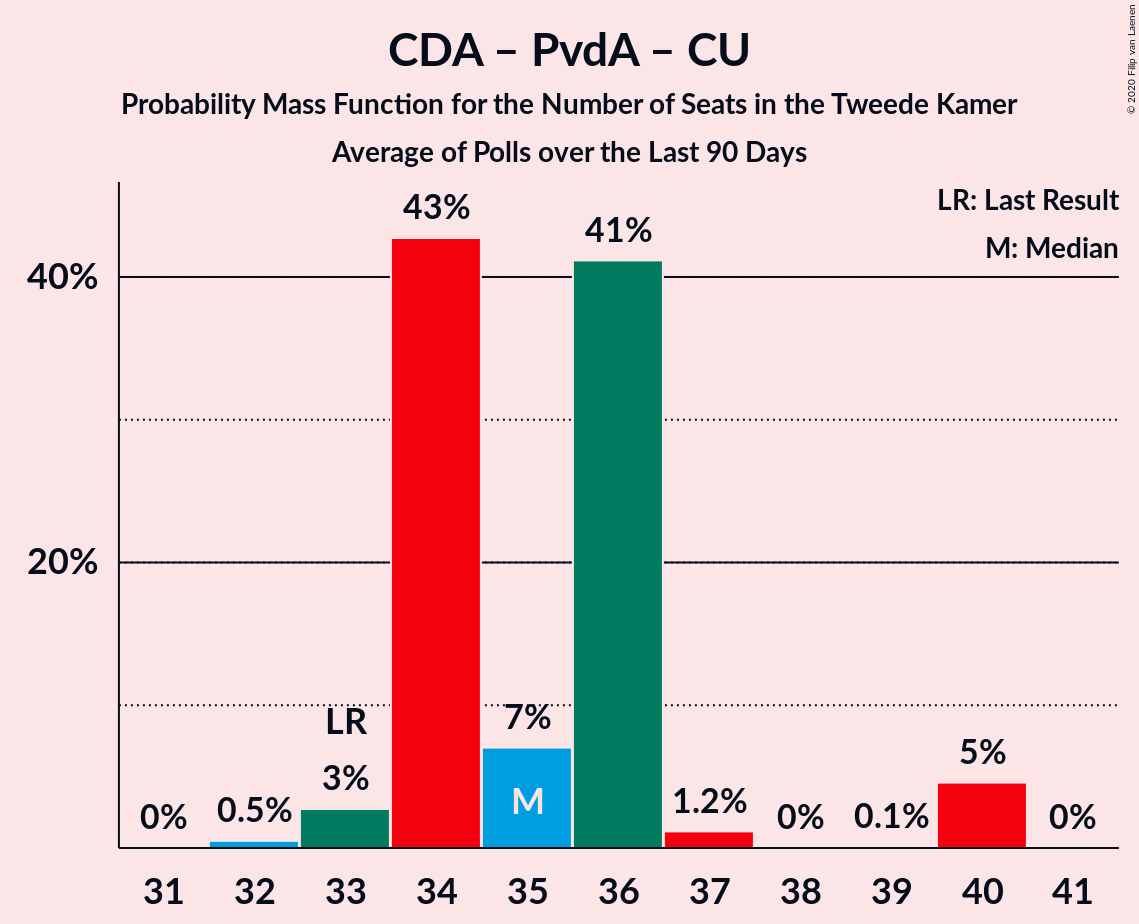 CDA – PvdA – CU
Probability Mass Function for the Number of Seats in the Tweede Kamer
Average of Polls over the Last 90 Days
© 2020 Filip van Laenen
LR: Last Result
M: Median
40%
20%
0%
0.5%
LR
3%
43%
7%
M
41%
1.2%
0%
0.1%
5%
0%
31 32 33 34 35 36 37 38 39 40 41